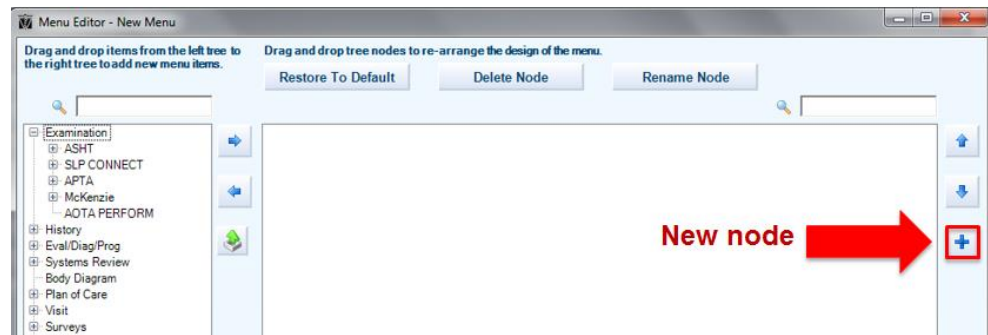 Menu Editor - New Menu
Drag and drop items from the left tree to
the right tree to add new menu items.
Drag and drop tree nodes to re-arrange the design of the menu.
Restore To Default
Delete Node
Rename Node
Examination
ASHT
SLP CONNECT
APTA
McKenzie
AOTA PERFORM
History
Eval/Diag/Prog
Systems Review
Body Diagram
Plan of Care
Visit
Surveys
New node